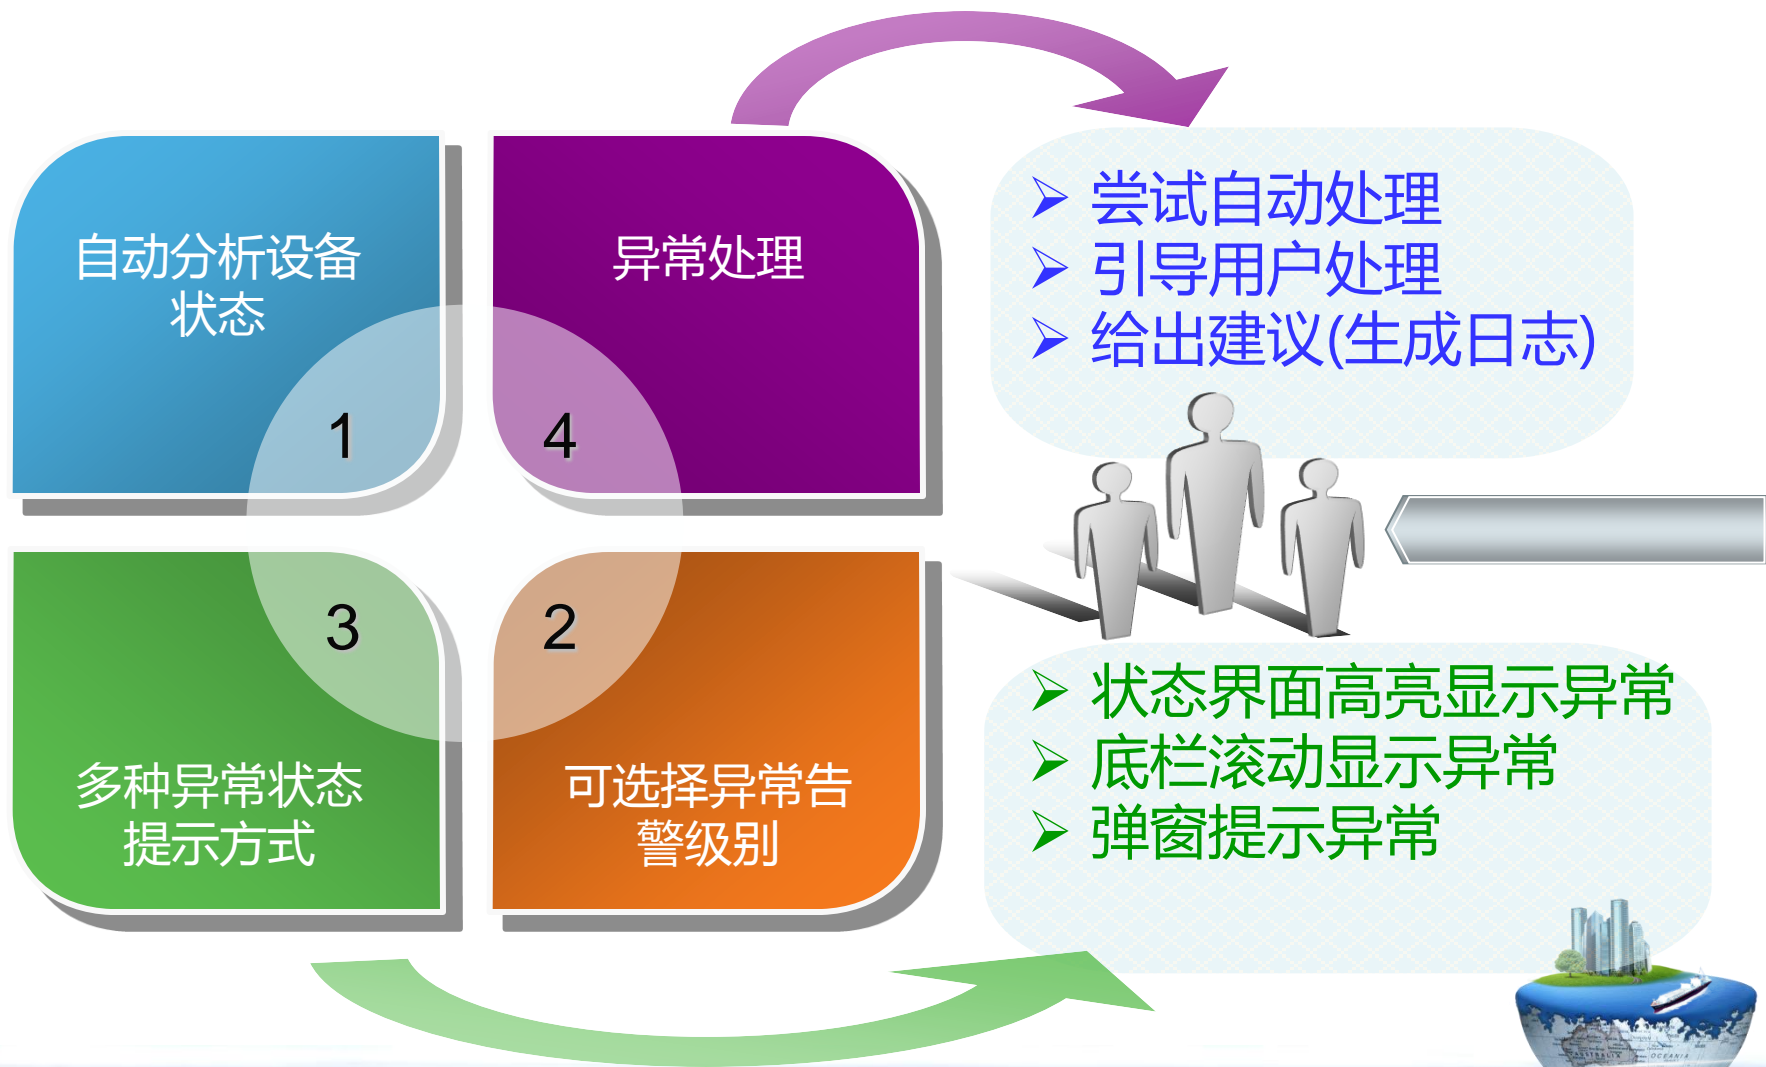 自动分析设备
状态
1
异常处理
4
3
多种异常状态
提示方式
2
可选择异常告
警级别
尝试自动处理
引导用户处理
给出建议(生成日志)
状态界面高亮显示异常
底栏滚动显示异常
弹窗提示异常
AUSTRALIA
OCEANIA